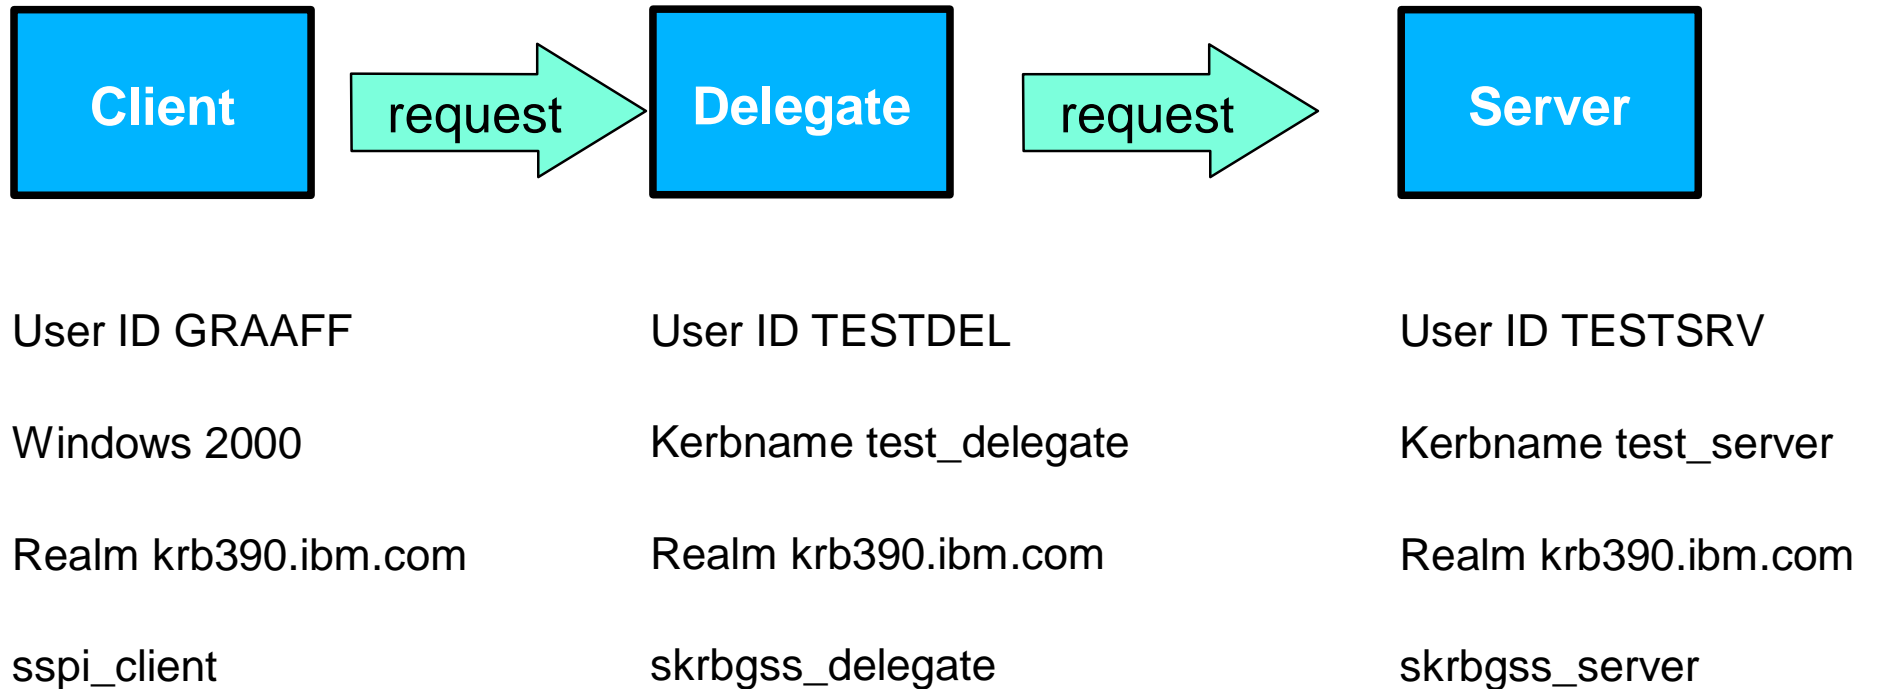 Client
request
Delegate
request
Server
User ID GRAAFF
User ID TESTDEL
User ID TESTSRV
Windows 2000
Kerbname test_delegate
Kerbname test_server
Realm krb390.ibm.com
Realm krb390.ibm.com
Realm krb390.ibm.com
sspi_client
skrbgss_delegate
skrbgss_server